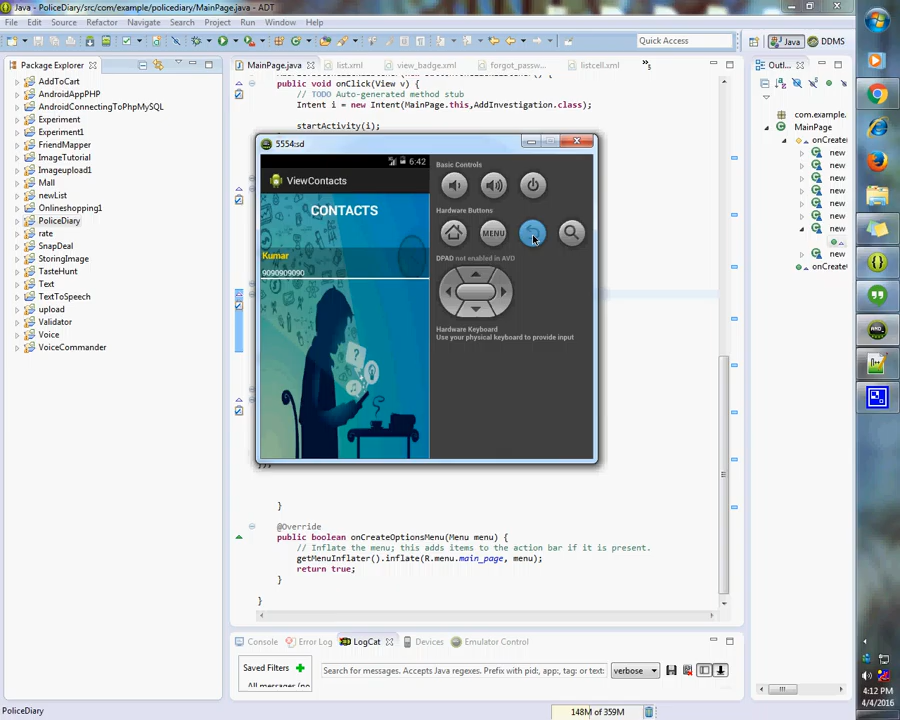 Java - PoliceDiary/src/com/example/policediary/MainPage.java - ADT
File Edit Source Refactor Navigate Search Project Run Window Help
Quick Access
Java
DDMS
Package Explorer
MainPage.java
list.xml
view_badge.xml
forgot_passw...
listcell.xml
Outl...
AddToCart
AndroidAppPHP
AndroidConnectingToPhpMySQL
Experiment
Experiment1
FriendMapper
ImageTutorial
Imageupload1
Mall
newList
Onlineshopping1
PoliceDiary
rate
SnapDeal
StoringImage
TasteHunt
Text
TextToSpeech
upload
Validator
Voice
VoiceCommander
public void onClick(View v) {
// TODO Auto-generated method stub
Intent i = new Intent(MainPage.this,AddInvestigation.class);
startActivity(i);
5554:sd
6:42
ViewContacts
CONTACTS
Kumar
9090909090
Basic Controls
Hardware Buttons
MENU
DPAD not enabled in AVD
Hardware Keyboard
Use your physical keyboard to provide input
});
}
@Override
public boolean onCreateOptionsMenu(Menu menu) {
// Inflate the menu; this adds items to the action bar if it is present.
getMenuInflater().inflate(R.menu.main_page, menu);
return true;
}
}
com.example.
MainPage
onCreate
new
new
new
new
new
new
new
new
onCreate
Console
Error Log
LogCat
Devices
Emulator Control
Saved Filters
All messages (no
Search for messages. Accepts Java regexes. Prefix with pid:, app:, tag: or text:
verbose
PoliceDiary
148M of 359M
4:12 PM
4/4/2016